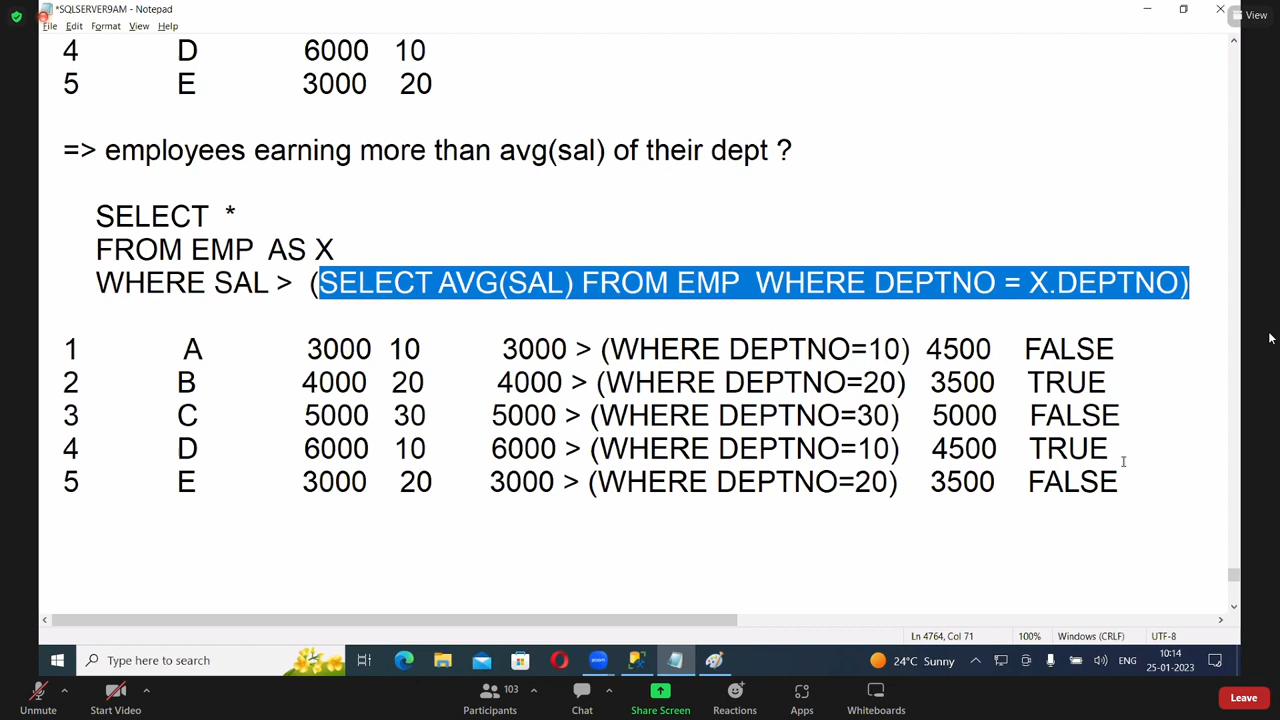 *SQLSERVER9AM - Notepad
File Edit Format View Help
View
4 D 6000 10
5 E 3000 20
=> employees earning more than avg(sal) of their dept ?
SELECT *
FROM EMP AS X
WHERE SAL > (SELECT AVG(SAL) FROM EMP WHERE DEPTNO = X.DEPTNO)
1 A 3000 10 3000 > (WHERE DEPTNO=10) 4500 FALSE
2 B 4000 20 4000 > (WHERE DEPTNO=20) 3500 TRUE
3 C 5000 30 5000 > (WHERE DEPTNO=30) 5000 FALSE
4 D 6000 10 6000 > (WHERE DEPTNO=10) 4500 TRUE
5 E 3000 20 3000 > (WHERE DEPTNO=20) 3500 FALSE
Ln 4764, Col 71 100% Windows (CRLF) UTF-8
Type here to search
zoom
24°C Sunny
ENG
10:14
25-01-2023
Unmute Start Video Participants 103 Chat Share Screen Reactions Apps Whiteboards Leave